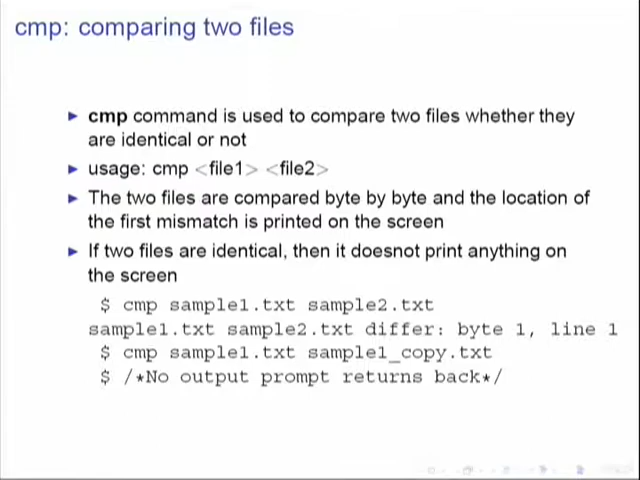 cmp: comparing two files
cmp command is used to compare two files whether they
are identical or not
usage: cmp <file1> <file2>
The two files are compared byte by byte and the location of
the first mismatch is printed on the screen
If two files are identical, then it doesnot print anything on
the screen
$ cmp sample1.txt sample2.txt
sample1.txt sample2.txt differ: byte 1, line 1
$ cmp sample1.txt sample1_copy.txt
$ /*No output prompt returns back*/